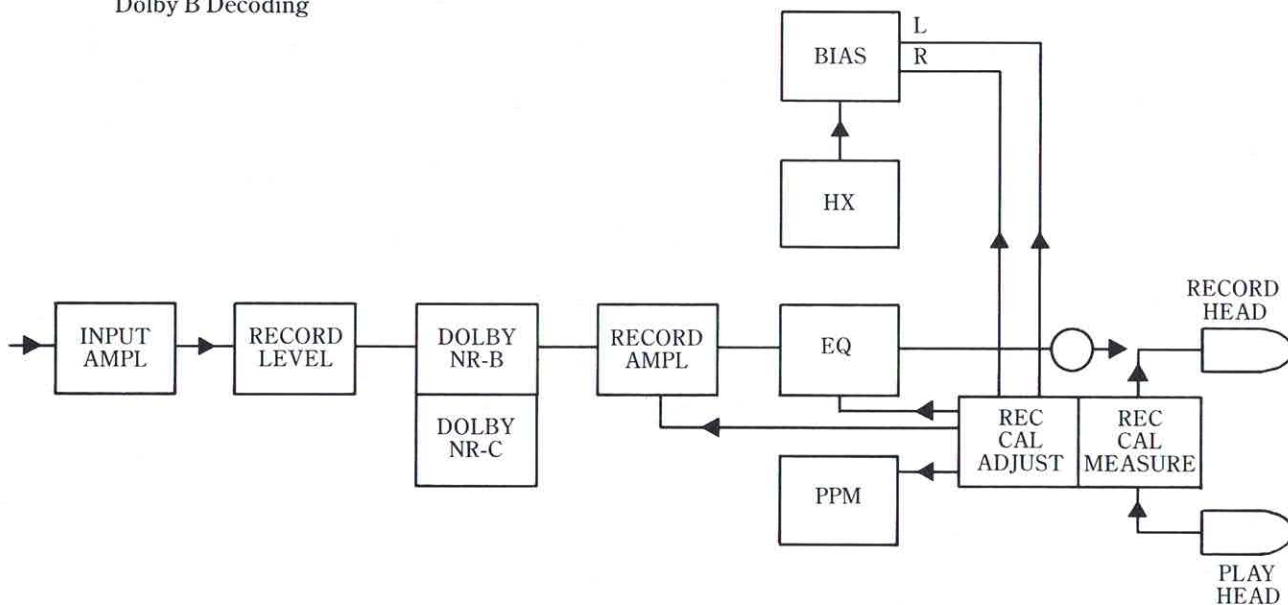 Dolby B Decoding
BIAS
L
R
HX
INPUT
AMPL
RECORD
LEVEL
DOLBY
NR-B
DOLBY
NR-C
RECORD
AMPL
EQ
PPM
REC
CAL
ADJUST
REC
CAL
MEASURE
RECORD
HEAD
PLAY
HEAD